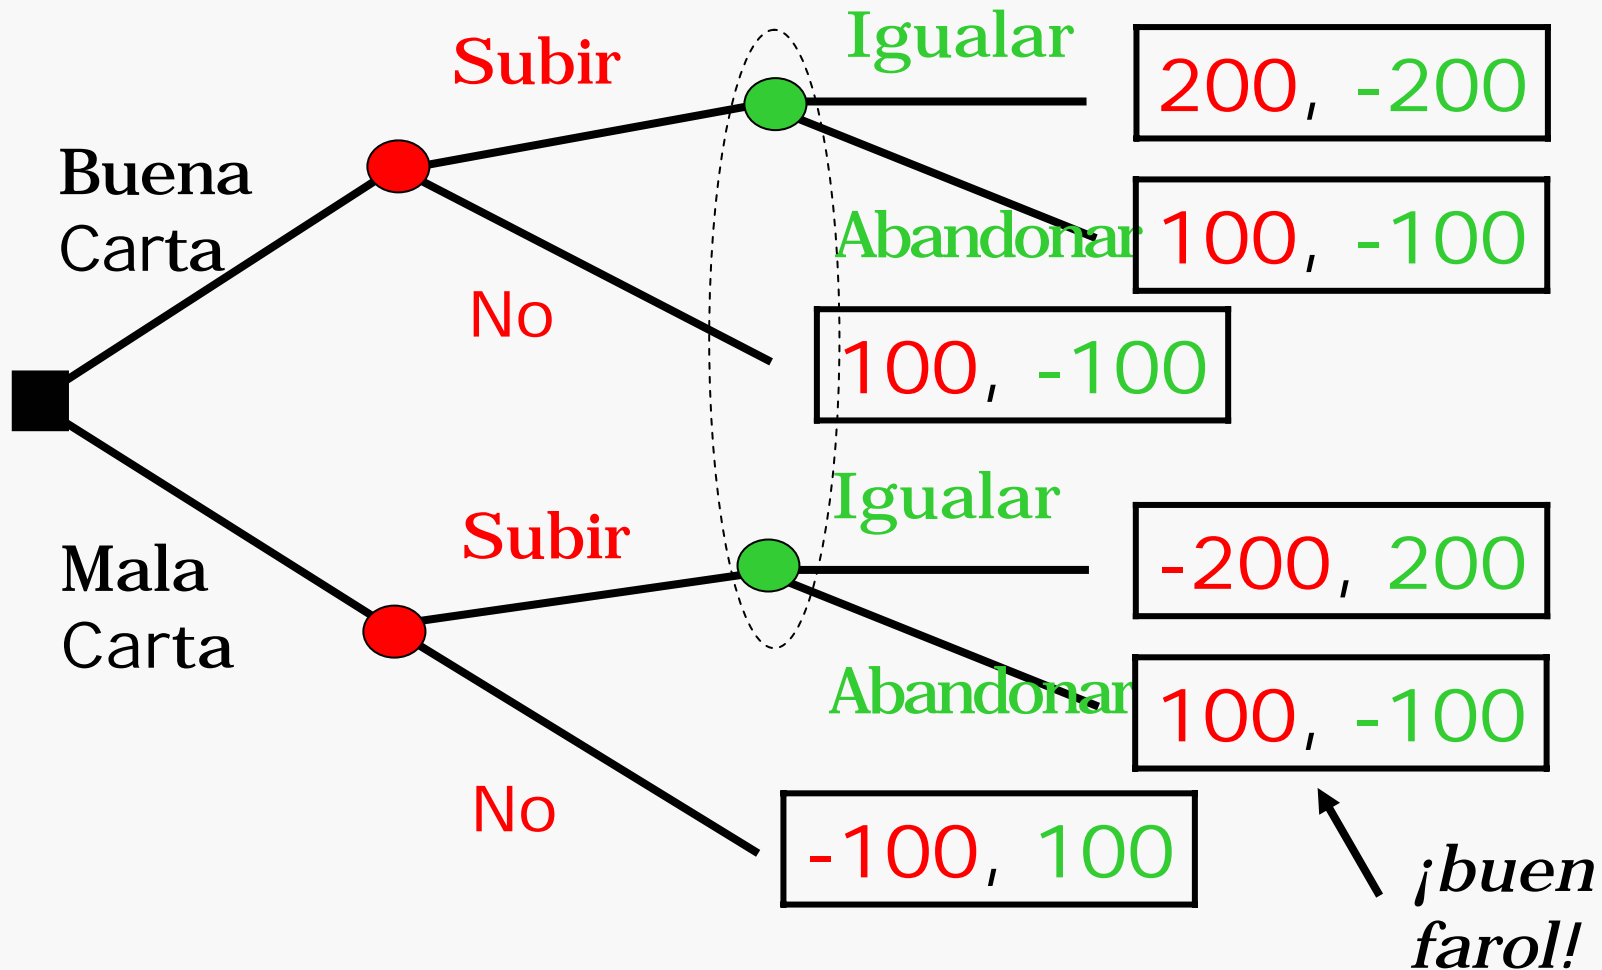 Igualar
Subir
200, -200
Buena
Carta
Abandonar
100, -100
No
100, -100
Igualar
Subir
-200, 200
Mala
Carta
Abandonar
100, -100
No
-100, 100
¡buen
farol!